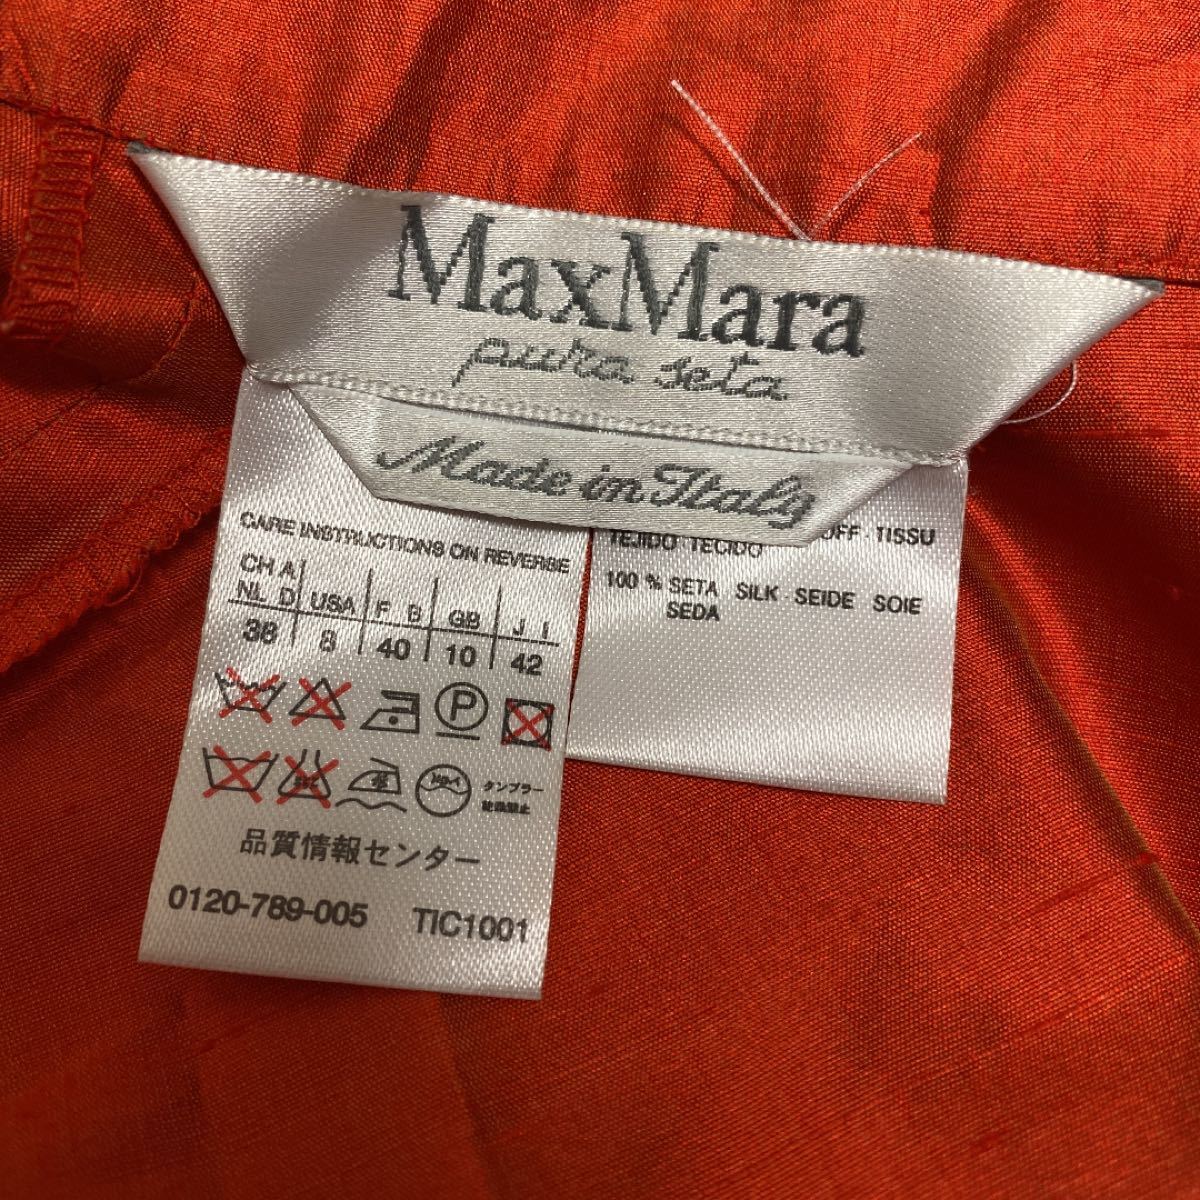 MaxMara
pura seta
Made in Italy
CARE INSTRUCTIONS ON REVERSE
CH A
NL D USA F B GB J I
38 8 40 10 42
P
品質情報センター
0120-789-005 TIC1001
TISSU
TEJIDO TECIDO
100 % SETA SILK SEIDE SOIE
SEDA
タンブラー